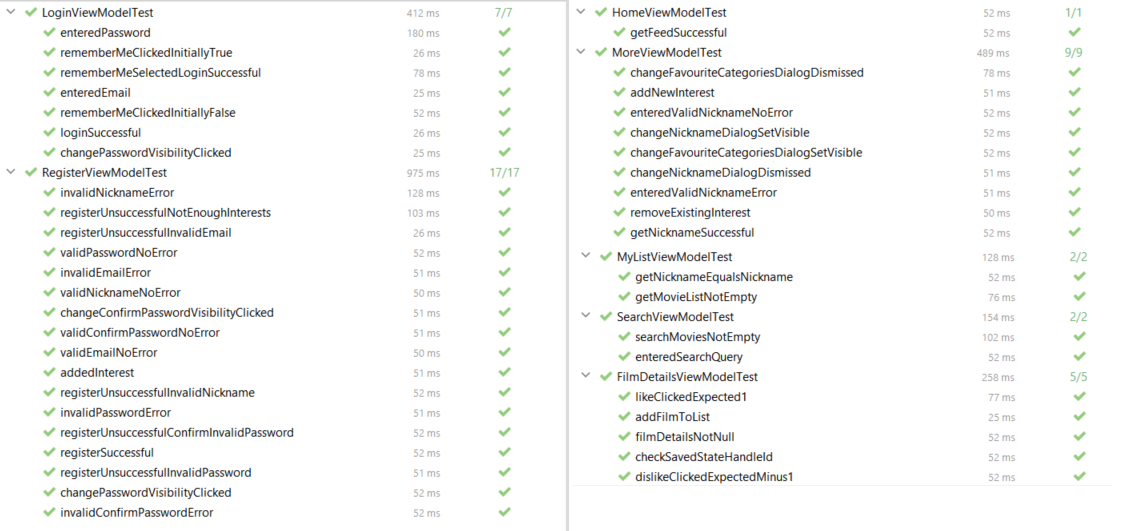 LoginViewModelTest 412 ms 7/7
enteredPassword 180 ms
rememberMeClickedInitiallyTrue 26 ms
rememberMeSelectedLoginSuccessful 78 ms
enteredEmail 25 ms
rememberMeClickedInitiallyFalse 52 ms
loginSuccessful 26 ms
changePasswordVisibilityClicked 25 ms
RegisterViewModelTest 975 ms 17/17
invalidNicknameError 128 ms
registerUnsuccessfulNotEnoughInterests 103 ms
registerUnsuccessfulInvalidEmail 26 ms
validPasswordNoError 52 ms
invalidEmailError 51 ms
validNicknameNoError 50 ms
changeConfirmPasswordVisibilityClicked 51 ms
validConfirmPasswordNoError 51 ms
validEmailNoError 50 ms
addedInterest 51 ms
registerUnsuccessfulInvalidNickname 52 ms
invalidPasswordError 51 ms
registerUnsuccessfulConfirmInvalidPassword 52 ms
registerSuccessful 52 ms
registerUnsuccessfulInvalidPassword 51 ms
changePasswordVisibilityClicked 52 ms
invalidConfirmPasswordError 52 ms
HomeViewModelTest 52 ms 1/1
getFeedSuccessful 52 ms
MoreViewModelTest 489 ms 9/9
changeFavouriteCategoriesDialogDismissed 78 ms
addNewInterest 51 ms
enteredValidNicknameNoError 52 ms
changeNicknameDialogSetVisible 52 ms
changeFavouriteCategoriesDialogSetVisible 52 ms
changeNicknameDialogDismissed 51 ms
enteredValidNicknameError 51 ms
removeExistingInterest 50 ms
getNicknameSuccessful 52 ms
MyListViewModelTest 128 ms 2/2
getNicknameEqualsNickname 52 ms
getMovieListNotEmpty 76 ms
SearchViewModelTest 154 ms 2/2
searchMoviesNotEmpty 102 ms
enteredSearchQuery 52 ms
FilmDetailsViewModelTest 258 ms 5/5
likeClickedExpected1 77 ms
addFilmToList 25 ms
filmDetailsNotNull 52 ms
checkSavedStateHandleId 52 ms
dislikeClickedExpectedMinus1 52 ms